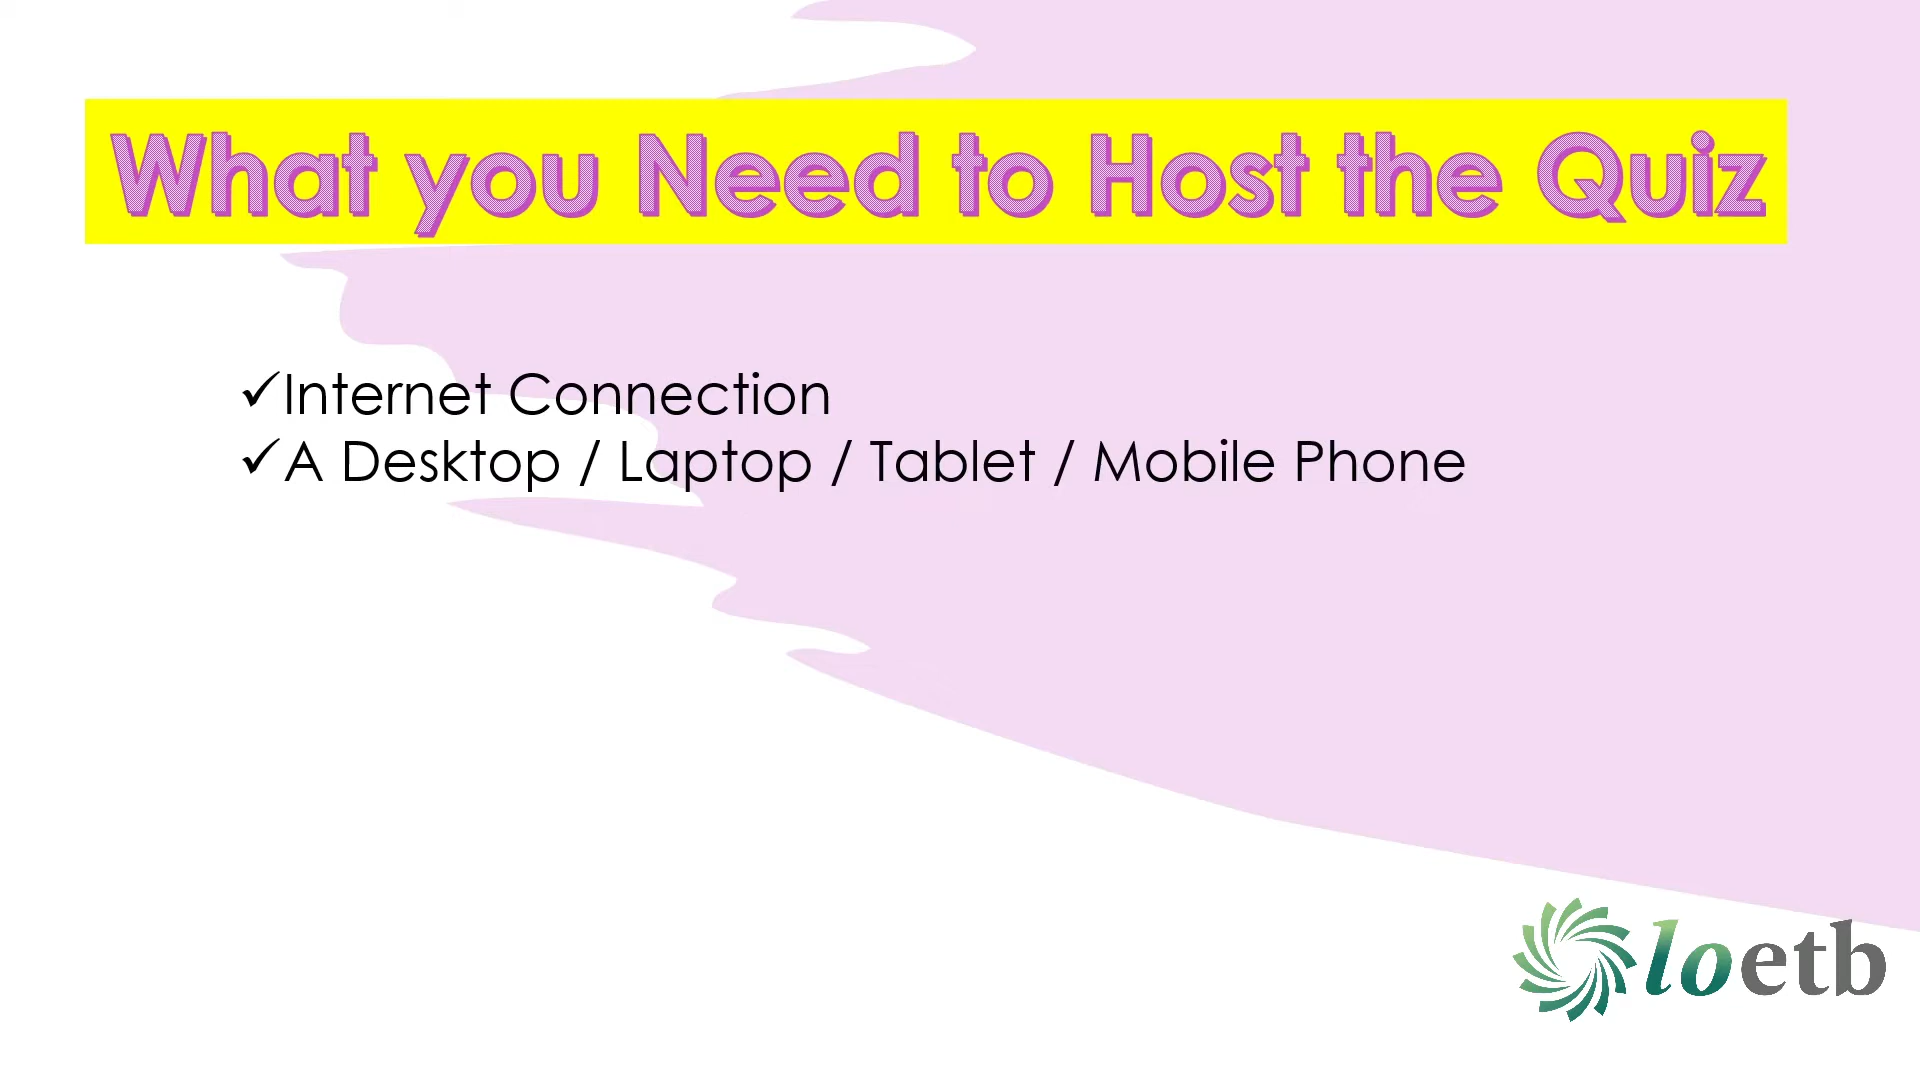 What you Need to Host the Quiz
✓Internet Connection
✓A Desktop / Laptop / Tablet / Mobile Phone
loetb